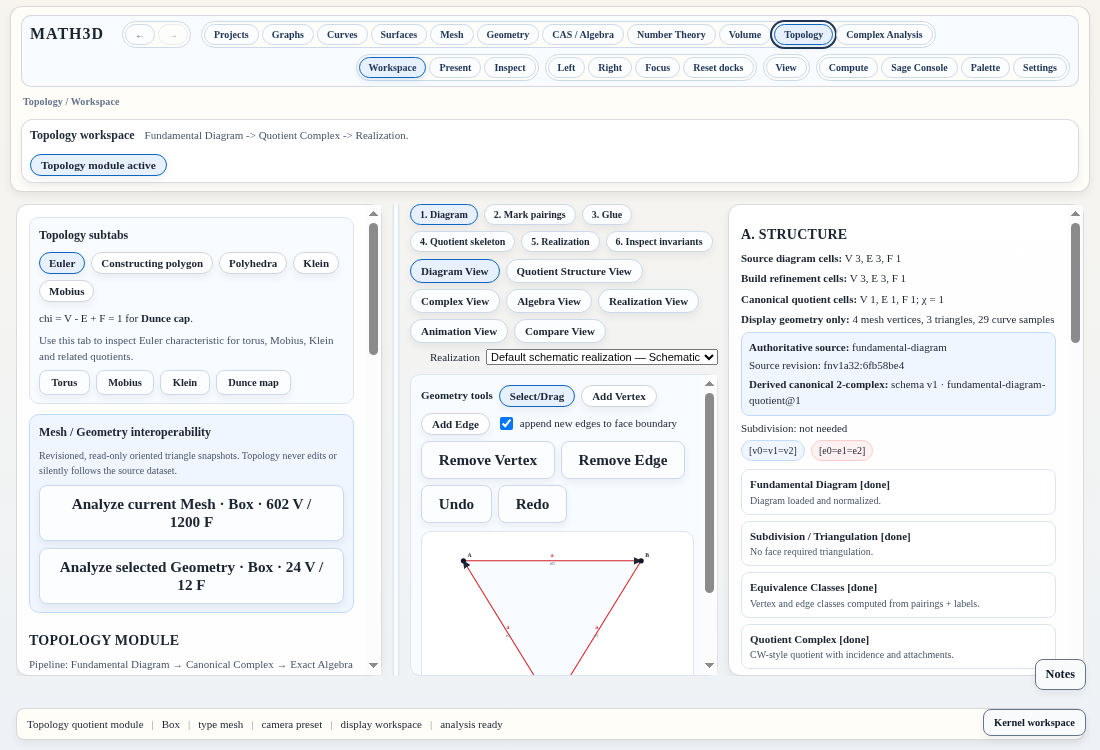 MATH3D
← →
Projects Graphs Curves Surfaces Mesh Geometry CAS / Algebra Number Theory Volume Topology Complex Analysis
Workspace Present Inspect Left Right Focus Reset docks View Compute Sage Console Palette Settings
Topology / Workspace
Topology workspace Fundamental Diagram -> Quotient Complex -> Realization.
Topology module active
Topology subtabs
Euler Constructing polygon Polyhedra Klein
Mobius
chi = V - E + F = 1 for Dunce cap.
Use this tab to inspect Euler characteristic for torus, Mobius, Klein
and related quotients.
Torus Mobius Klein Dunce map
Mesh / Geometry interoperability
Revisioned, read-only oriented triangle snapshots. Topology never edits or
silently follows the source dataset.
Analyze current Mesh · Box · 602 V /
1200 F
Analyze selected Geometry · Box · 24 V /
12 F
TOPOLOGY MODULE
Pipeline: Fundamental Diagram → Canonical Complex → Exact Algebra
1. Diagram 2. Mark pairings 3. Glue
4. Quotient skeleton 5. Realization 6. Inspect invariants
Diagram View Quotient Structure View
Complex View Algebra View Realization View
Animation View Compare View
Realization Default schematic realization — Schematic
Geometry tools Select/Drag Add Vertex
Add Edge append new edges to face boundary
Remove Vertex Remove Edge
Undo Redo
A a B
a a
A. STRUCTURE
Source diagram cells: V 3, E 3, F 1
Build refinement cells: V 3, E 3, F 1
Canonical quotient cells: V 1, E 1, F 1; χ = 1
Display geometry only: 4 mesh vertices, 3 triangles, 29 curve samples
Authoritative source: fundamental-diagram
Source revision: fnv1a32:6fb58be4
Derived canonical 2-complex: schema v1 · fundamental-diagram-
quotient@1
Subdivision: not needed
[v0=v1=v2] [e0=e1=e2]
Fundamental Diagram [done]
Diagram loaded and normalized.
Subdivision / Triangulation [done]
No face required triangulation.
Equivalence Classes [done]
Vertex and edge classes computed from pairings + labels.
Quotient Complex [done]
CW-style quotient with incidence and attachments.
Notes
Topology quotient module | Box | type mesh | camera preset | display workspace | analysis ready
Kernel workspace